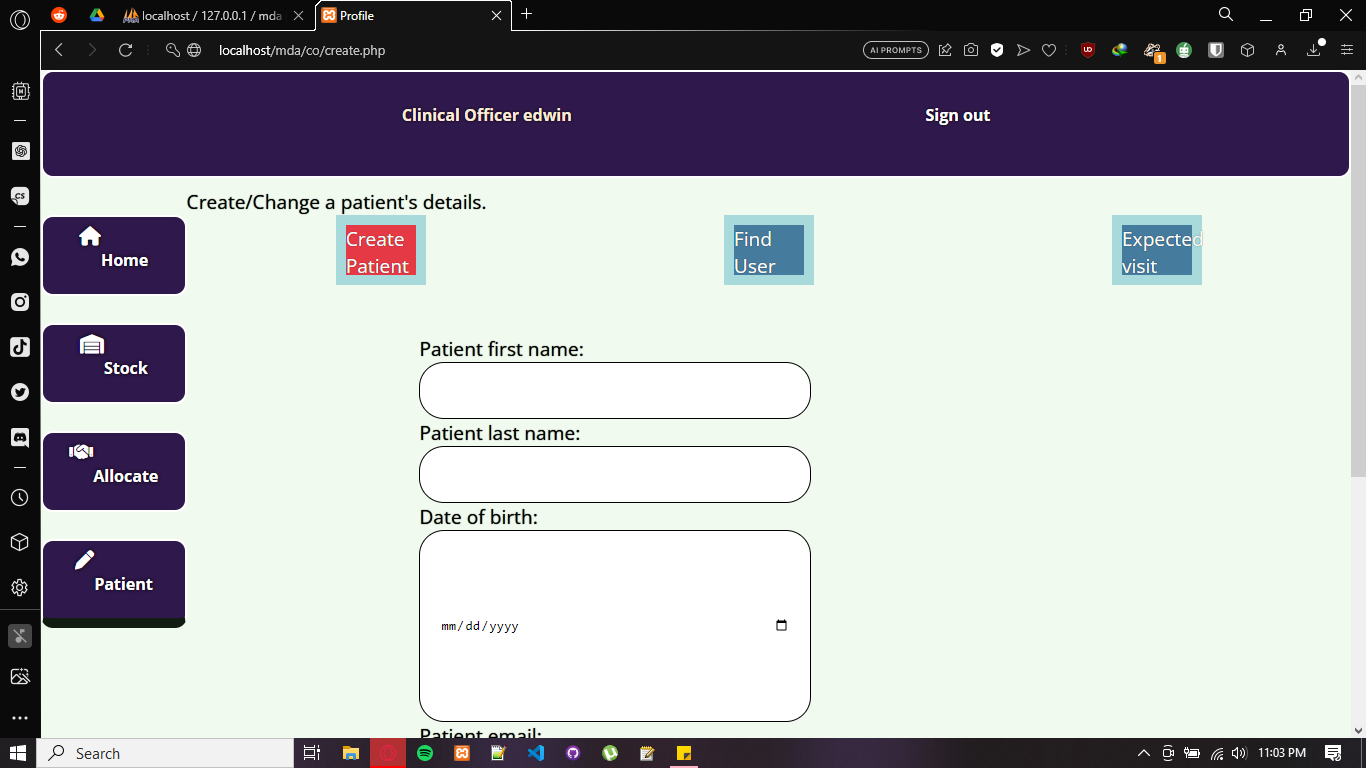 localhost / 127.0.0.1 / mda
Profile
localhost/mda/co/create.php
AI PROMPTS
1
Clinical Officer edwin
Sign out
Create/Change a patient's details.
Home
Stock
Allocate
Patient
Create
Patient
Find
User
Expected
visit
Patient first name:
Patient last name:
Date of birth:
mm/dd/yyyy
Patient email:
Search
11:03 PM